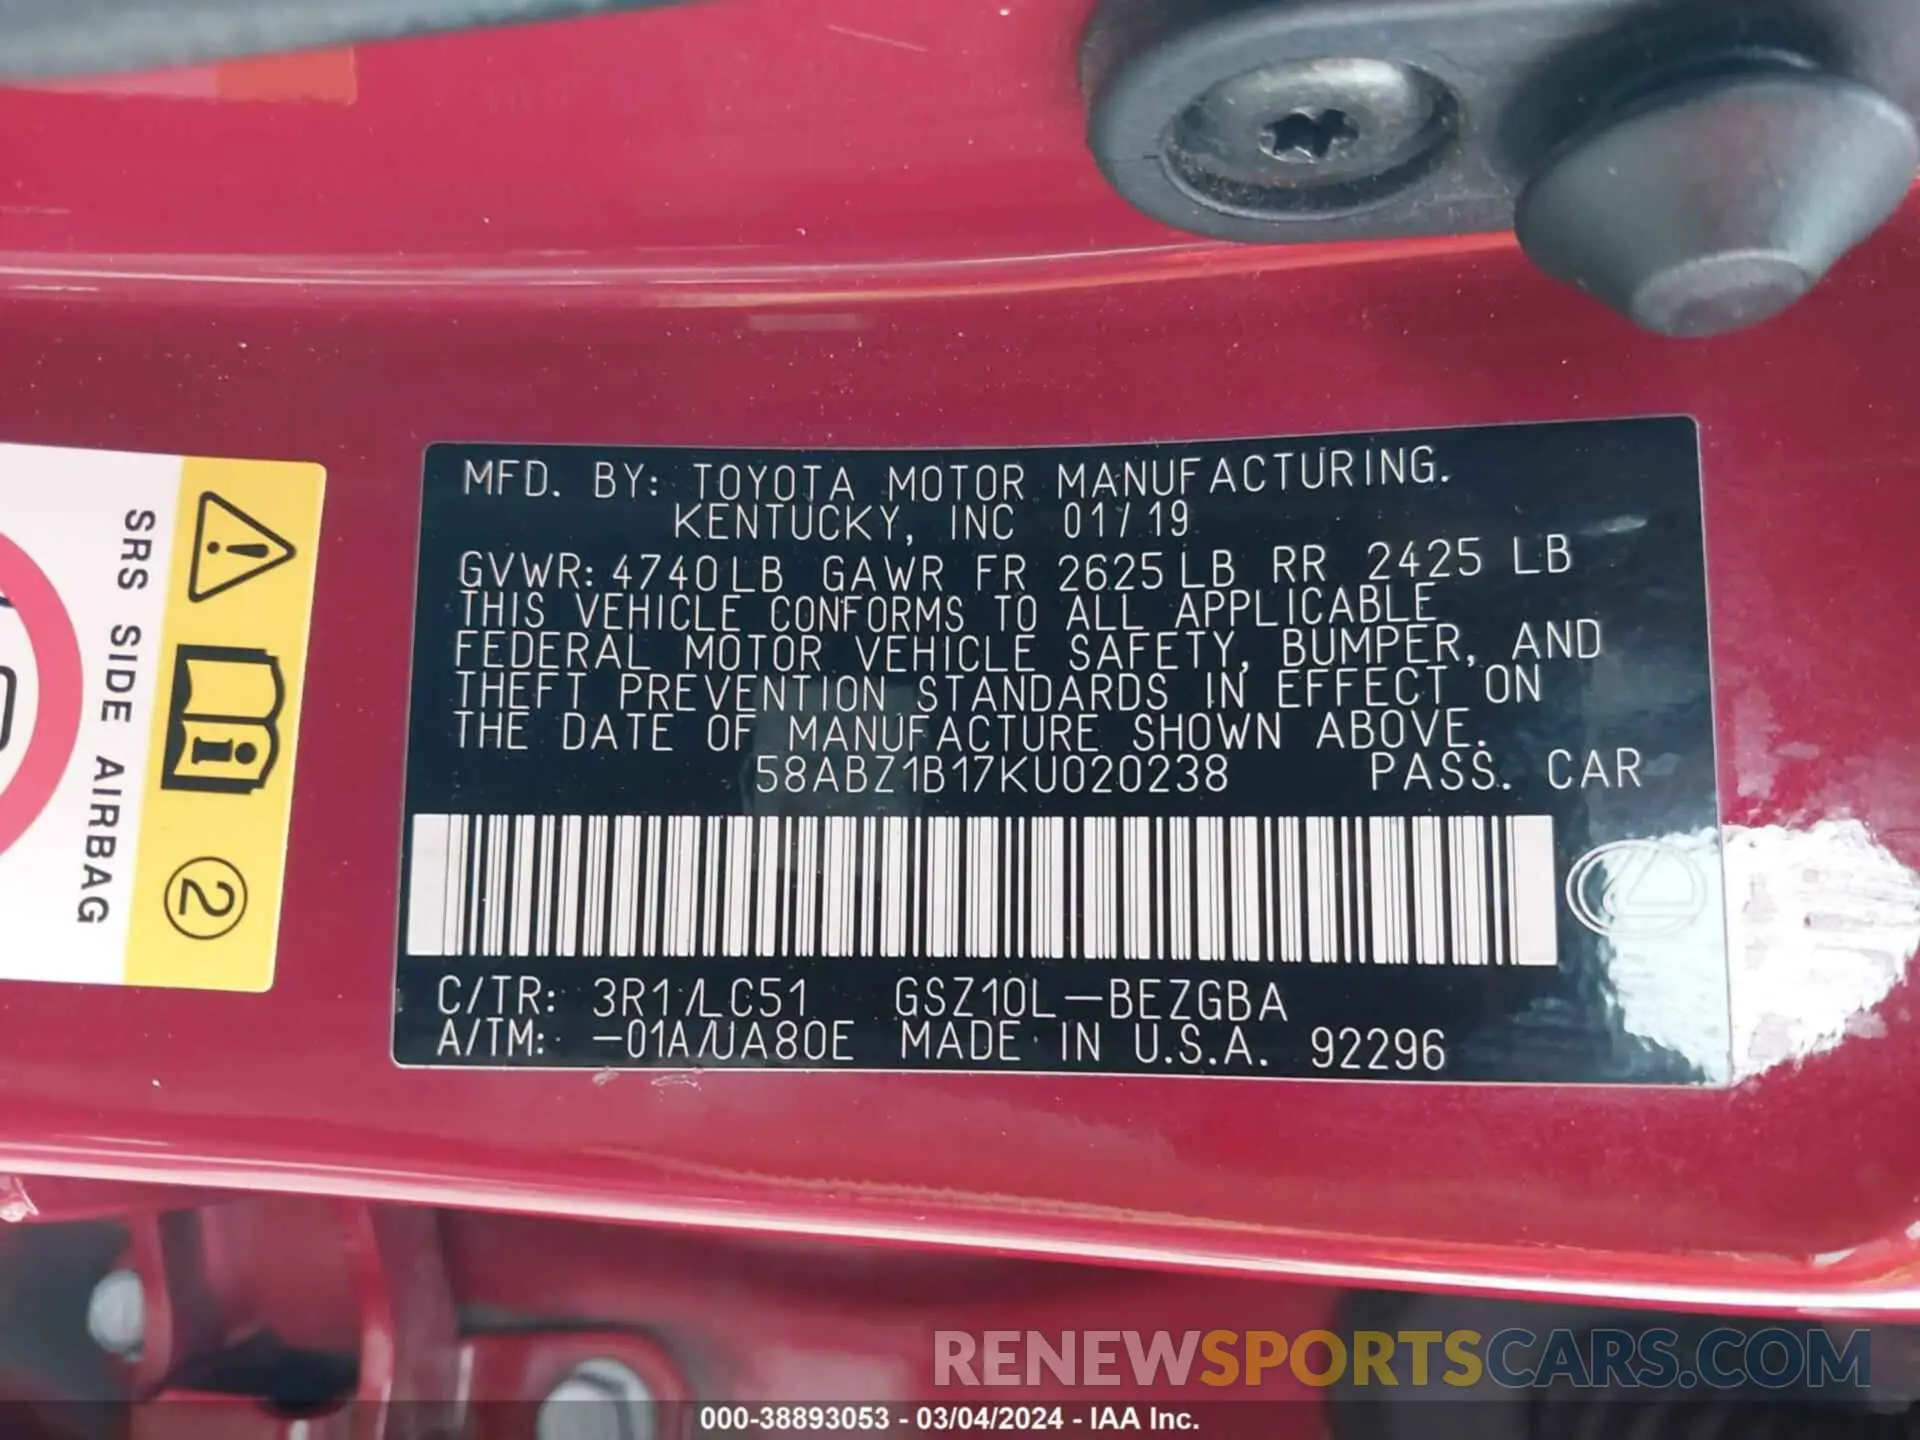 MFD. BY: TOYOTA MOTOR MANUFACTURING.
KENTUCKY, INC 01/19
GVWR: 4740LB GAWR FR 2625LB RR 2425 LB
THIS VEHICLE CONFORMS TO ALL APPLICABLE
FEDERAL MOTOR VEHICLE SAFETY, BUMPER, AND
THEFT PREVENTION STANDARDS IN EFFECT ON
THE DATE OF MANUFACTURE SHOWN ABOVE.
58ABZ1B17KU020238 PASS. CAR
C/TR: 3R1/LC51 GSZ10L-BEZGBA
A/TM: -01A/UA80E MADE IN U.S.A. 92296
SRS SIDE AIRBAG
2
RENEWSPORTSCARS.COM
000-38893053 - 03/04/2024 - IAA Inc.